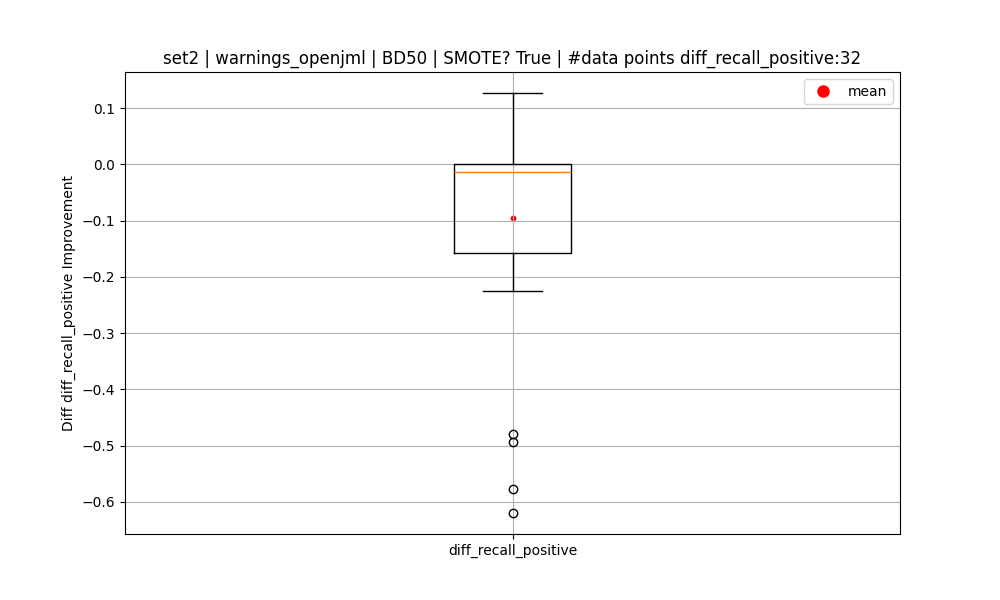 set2 | warnings_openjml | BD50 | SMOTE? True | #data points diff_recall_positive:32
mean
Diff diff_recall_positive Improvement
0.1
0.0
−0.1
−0.2
−0.3
−0.4
−0.5
−0.6
diff_recall_positive